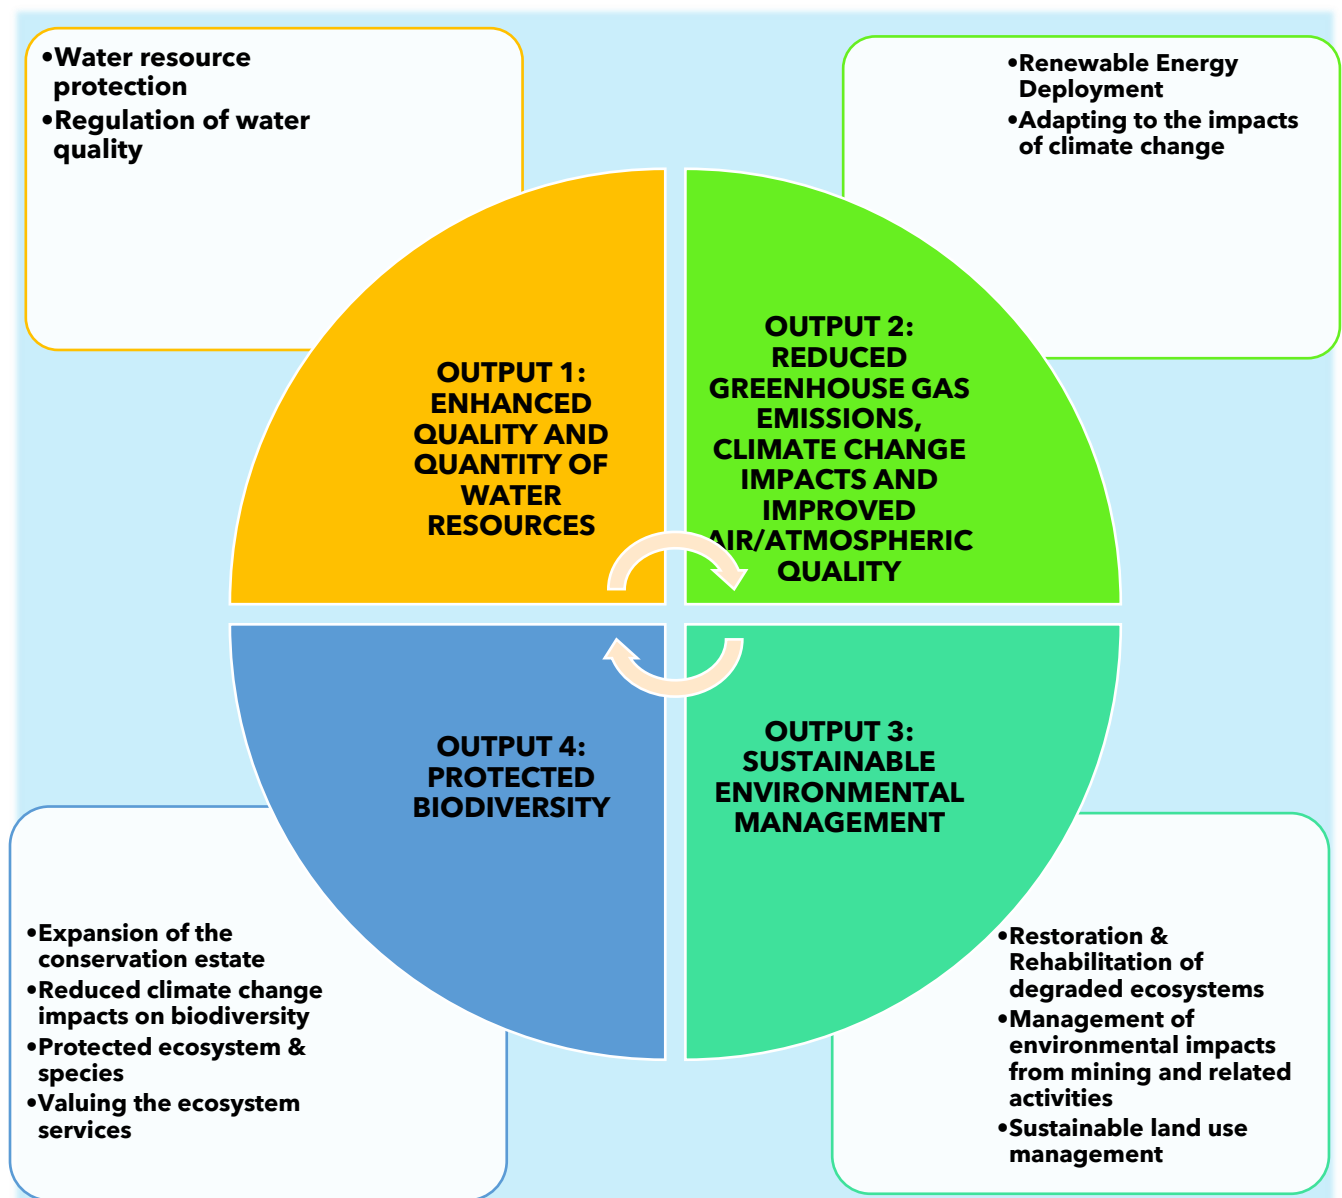 •Water resource
protection
•Regulation of water
quality
•Renewable Energy
Deployment
•Adapting to the impacts
of climate change
OUTPUT 1:
ENHANCED
QUALITY AND
QUANTITY OF
WATER
RESOURCES
OUTPUT 2:
REDUCED
GREENHOUSE GAS
EMISSIONS,
CLIMATE CHANGE
IMPACTS AND
IMPROVED
AIR/ATMOSPHERIC
QUALITY
OUTPUT 4:
PROTECTED
BIODIVERSITY
OUTPUT 3:
SUSTAINABLE
ENVIRONMENTAL
MANAGEMENT
•Expansion of the
conservation estate
•Reduced climate change
impacts on biodiversity
•Protected ecosystem &
species
•Valuing the ecosystem
services
•Restoration &
Rehabilitation of
degraded ecosystems
•Management of
environmental impacts
from mining and related
activities
•Sustainable land use
management